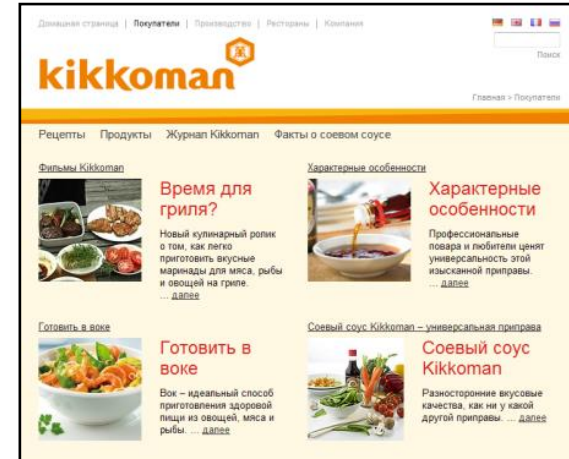 Домашняя страница | Покупатели | Производство | Рестораны | Компания
Поиск
kikkoman
Главная » Покупатели
Рецепты Продукты Журнал Kikkoman Факты о соевом соусе
Фильмы Kikkoman
Время для
гриля?
Новый кулинарный ролик
о том, как легко
приготовить вкусные
маринады для мяса, рыбы
и овощей на гриле.
... далее
Характерные особенности
Характерные
особенности
Профессиональные
повара и любители ценят
универсальность этой
изысканной приправы.
... далее
Готовить в воке
Готовить в
воке
Вок – идеальный способ
приготовления здоровой
пищи из овощей, мяса и
рыбы. ... далее
Соевый соус Kikkoman – универсальная приправа
Соевый соус
Kikkoman
Разносторонние вкусовые
качества, как ни у какой
другой приправы. ... далее